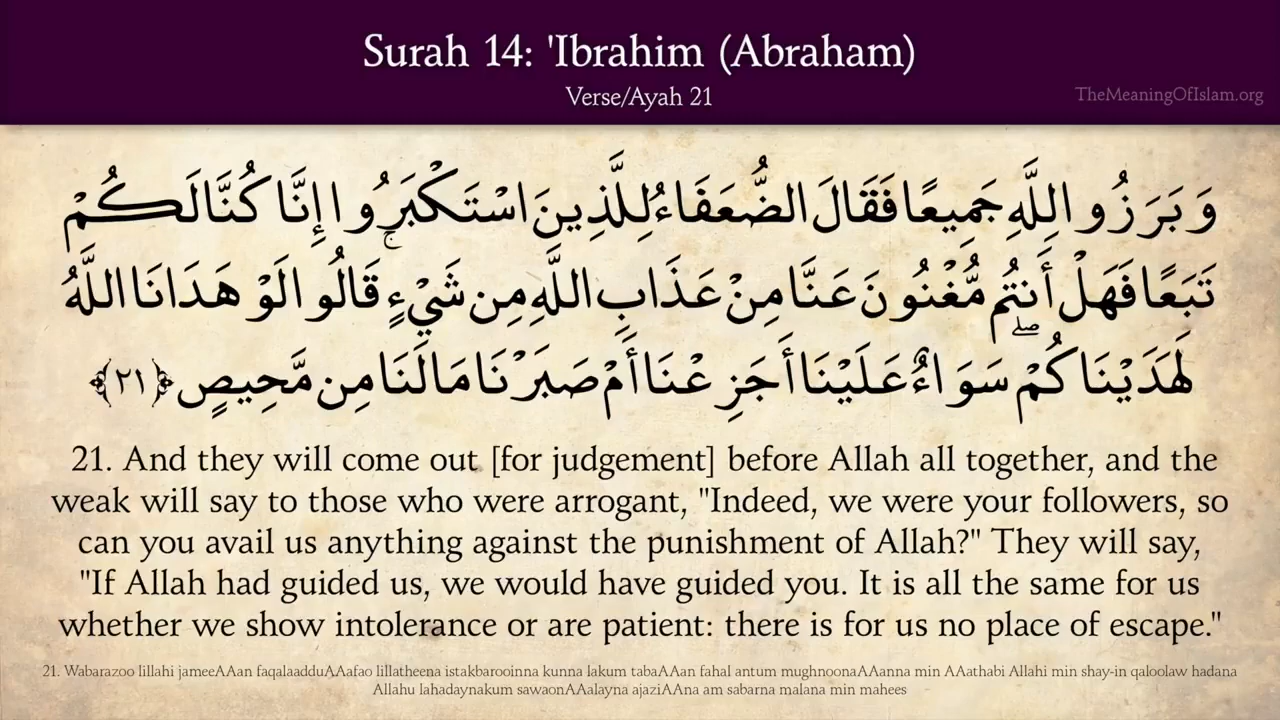 Surah 14: 'Ibrahim (Abraham)
Verse/Ayah 21
TheMeaningOfIslam.org
وَبَرَزُوا لِلَّهِ جَمِيعًا فَقَالَ الضُّعَفَاءُ لِلَّذِينَ اسْتَكْبَرُوا إِنَّا كُنَّا لَكُمْ
تَبَعًا فَهَلْ أَنتُم مُّغْنُونَ عَنَّا مِنْ عَذَابِ اللَّهِ مِن شَيْءٍ ۚ قَالُوا لَوْ هَدَانَا اللَّهُ
لَهَدَيْنَاكُمْ ۖ سَوَاءٌ عَلَيْنَا أَجَزِعْنَا أَمْ صَبَرْنَا مَا لَنَا مِن مَّحِيصٍ ﴿٢١﴾
21. And they will come out [for judgement] before Allah all together, and the
weak will say to those who were arrogant, "Indeed, we were your followers, so
can you avail us anything against the punishment of Allah?" They will say,
"If Allah had guided us, we would have guided you. It is all the same for us
whether we show intolerance or are patient: there is for us no place of escape."
21. Wabarazoo lillahi jameeAAan faqalaadduAAafao lillatheena istakbarooinna kunna lakum tabaAAan fahal antum mughnoonaAAanna min AAathabi Allahi min shay-in qaloolaw hadana
Allahu lahadaynakum sawaonAAalayna ajaziAAna am sabarna malana min mahees